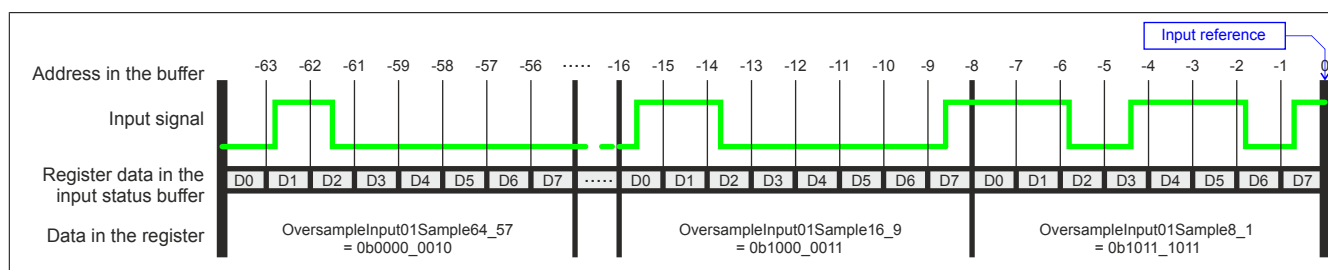 Input reference
Address in the buffer -63 -62 -61 -59 -58 -57 -56 ····· -16 -15 -14 -13 -12 -11 -10 -9 -8 -7 -6 -5 -4 -3 -2 -1 0
Input signal
Register data in the
input status buffer
D0 D1 D2 D3 D4 D5 D6 D7 ····· D0 D1 D2 D3 D4 D5 D6 D7 D0 D1 D2 D3 D4 D5 D6 D7
Data in the register
OversampleInput01Sample64_57
= 0b0000_0010
OversampleInput01Sample16_9
= 0b1000_0011
OversampleInput01Sample8_1
= 0b1011_1011